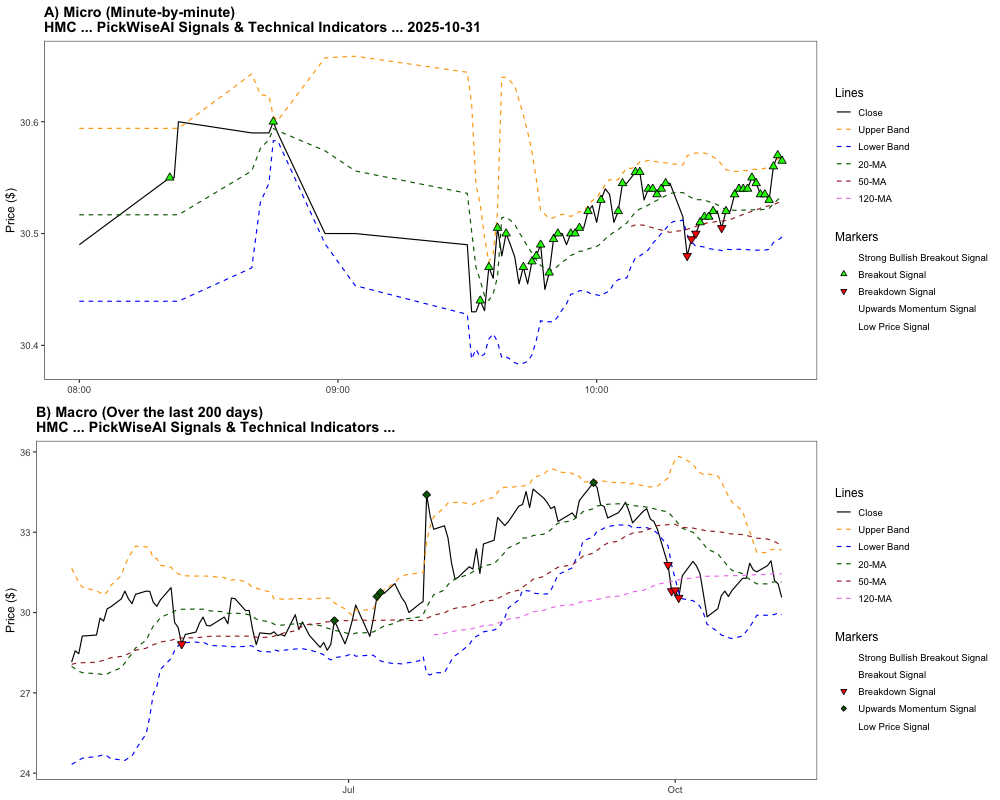 A) Micro (Minute-by-minute)
HMC ... PickWiseAI Signals & Technical Indicators ... 2025-10-31
Price ($)
30.6
30.5
30.4
08:00
09:00
10:00
Lines
Close
Upper Band
Lower Band
20-MA
50-MA
120-MA
Markers
Strong Bullish Breakout Signal
Breakout Signal
Breakdown Signal
Upwards Momentum Signal
Low Price Signal
B) Macro (Over the last 200 days)
HMC ... PickWiseAI Signals & Technical Indicators ...
Price ($)
36
33
30
27
24
Jul
Oct
Lines
Close
Upper Band
Lower Band
20-MA
50-MA
120-MA
Markers
Strong Bullish Breakout Signal
Breakout Signal
Breakdown Signal
Upwards Momentum Signal
Low Price Signal